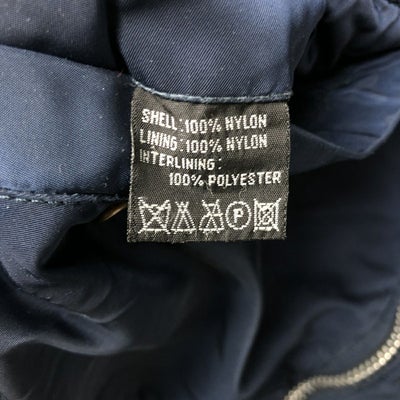 SHELL:100% NYLON
LINING:100% NYLON
INTERLINING:
100% POLYESTER
P